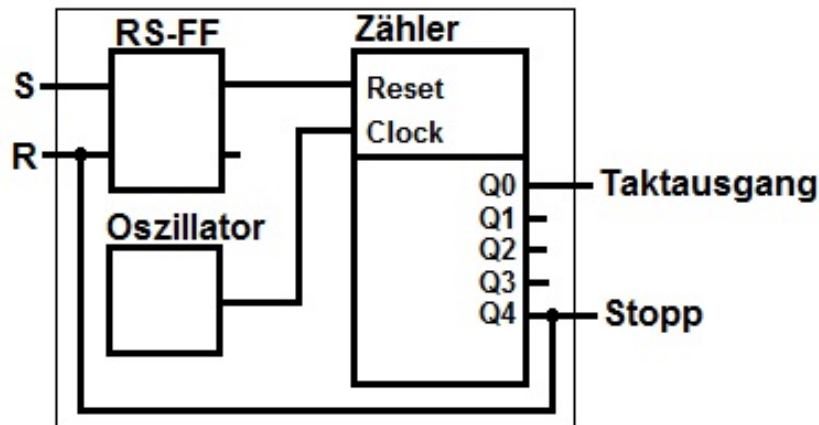 RS-FF
Zähler
S
Reset
R
Clock
Q0
Taktausgang
Q1
Oszillator
Q2
Q3
Q4
Stopp